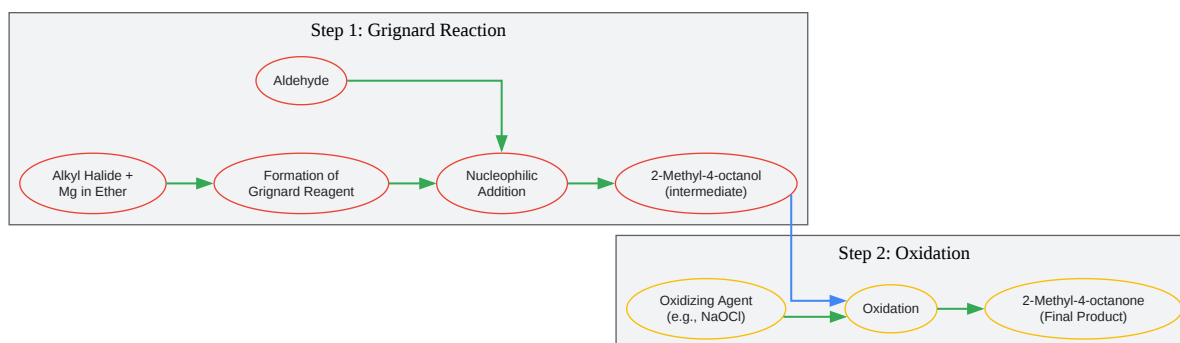 Step 1: Grignard Reaction
Aldehyde
Alkyl Halide +
Mg in Ether
Formation of
Grignard Reagent
Nucleophilic
Addition
2-Methyl-4-octanol
(intermediate)
Step 2: Oxidation
Oxidizing Agent
(e.g., NaOCl)
Oxidation
2-Methyl-4-octanone
(Final Product)